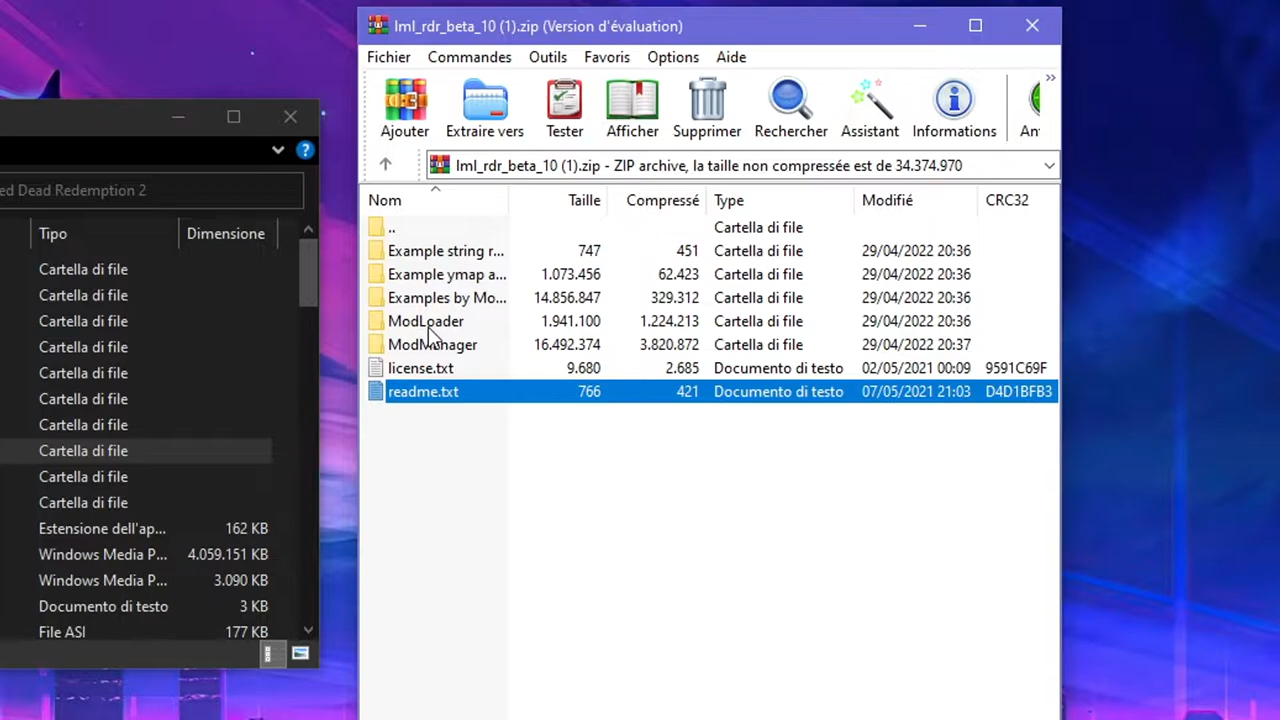 ed Dead Redemption 2
Tipo Dimensione
Cartella di file
Cartella di file
Cartella di file
Cartella di file
Cartella di file
Cartella di file
Cartella di file
Cartella di file
Cartella di file
Cartella di file
Estensione dell'ap... 162 KB
Windows Media P... 4.059.151 KB
Windows Media P... 3.090 KB
Documento di testo 3 KB
File ASI 177 KB
lml_rdr_beta_10 (1).zip (Version d'évaluation)
Fichier Commandes Outils Favoris Options Aide
Ajouter Extraire vers Tester Afficher Supprimer Rechercher Assistant Informations An
lml_rdr_beta_10 (1).zip - ZIP archive, la taille non compressée est de 34.374.970
Nom Taille Compressé Type Modifié CRC32
.. Cartella di file
Example string r... 747 451 Cartella di file 29/04/2022 20:36
Example ymap a... 1.073.456 62.423 Cartella di file 29/04/2022 20:36
Examples by Mo... 14.856.847 329.312 Cartella di file 29/04/2022 20:36
ModLoader 1.941.100 1.224.213 Cartella di file 29/04/2022 20:36
ModManager 16.492.374 3.820.872 Cartella di file 29/04/2022 20:37
license.txt 9.680 2.685 Documento di testo 02/05/2021 00:09 9591C69F
readme.txt 766 421 Documento di testo 07/05/2021 21:03 D4D1BFB3